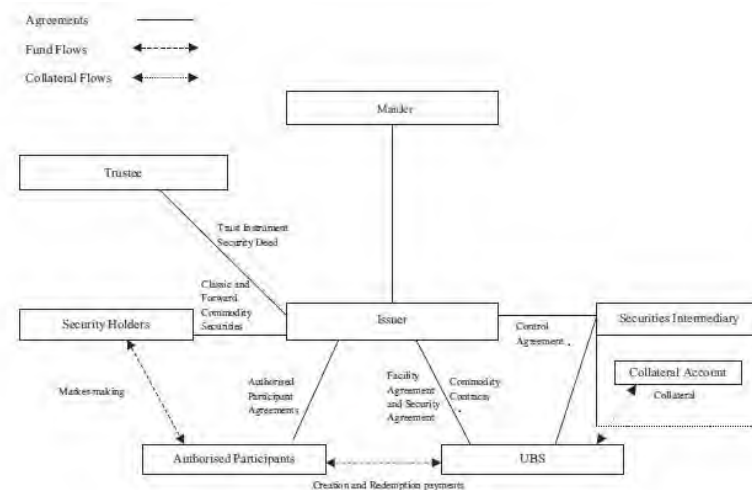 Agreements
Fund Flows
Collateral Flows
Trustee
Trust Instrument
Security Deed
Classic and
Forward
Commodity
Securities
Security Holders
Issuer
Securities Intermediary
Control
Agreement
Collateral Account
Collateral
Market-making
Authorised
Participant
Agreements
Facility
Agreement
and Security
Agreement
Commodity
Contracts
Authorised Participants
UBS
Creation and Redemption payments